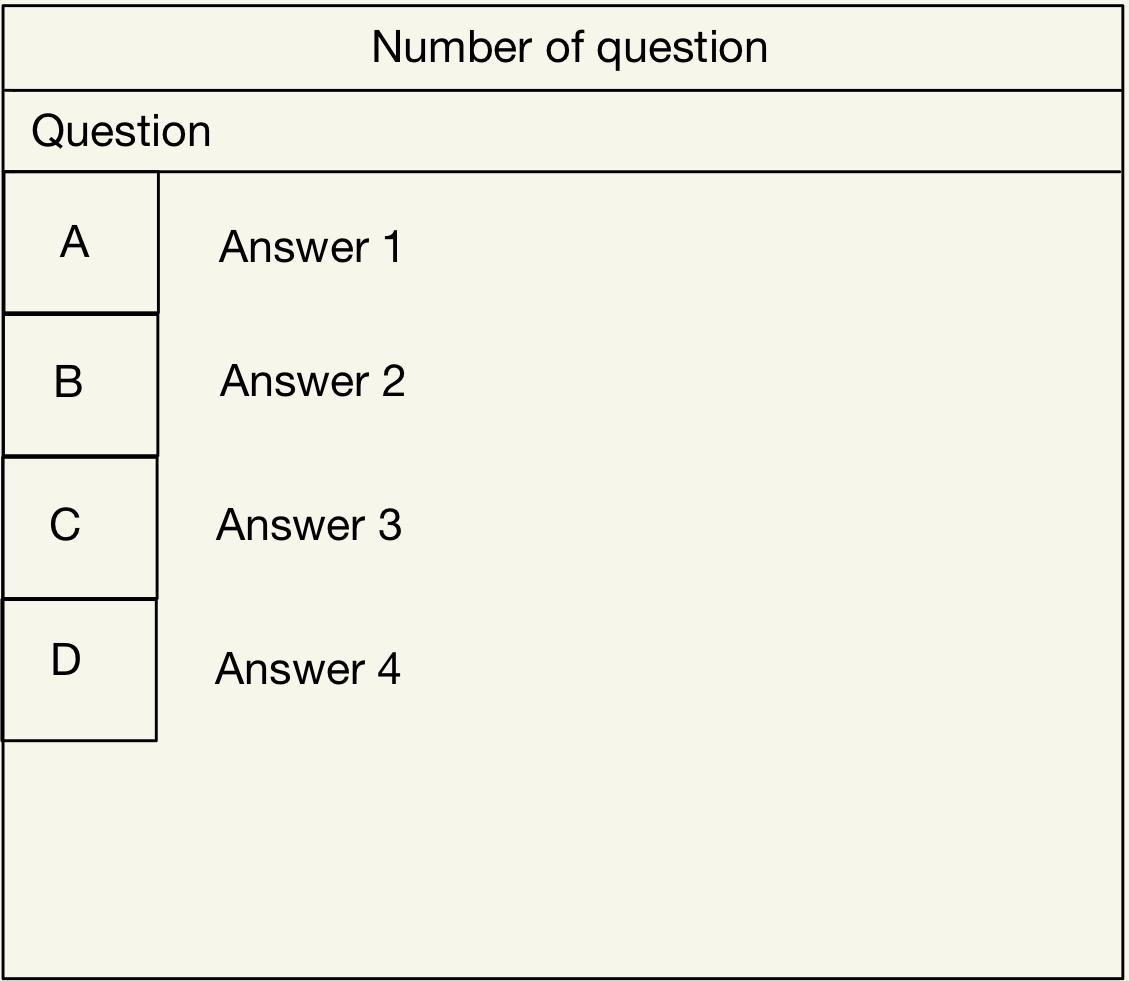 Number of question
Question
A Answer 1
B Answer 2
C Answer 3
D Answer 4